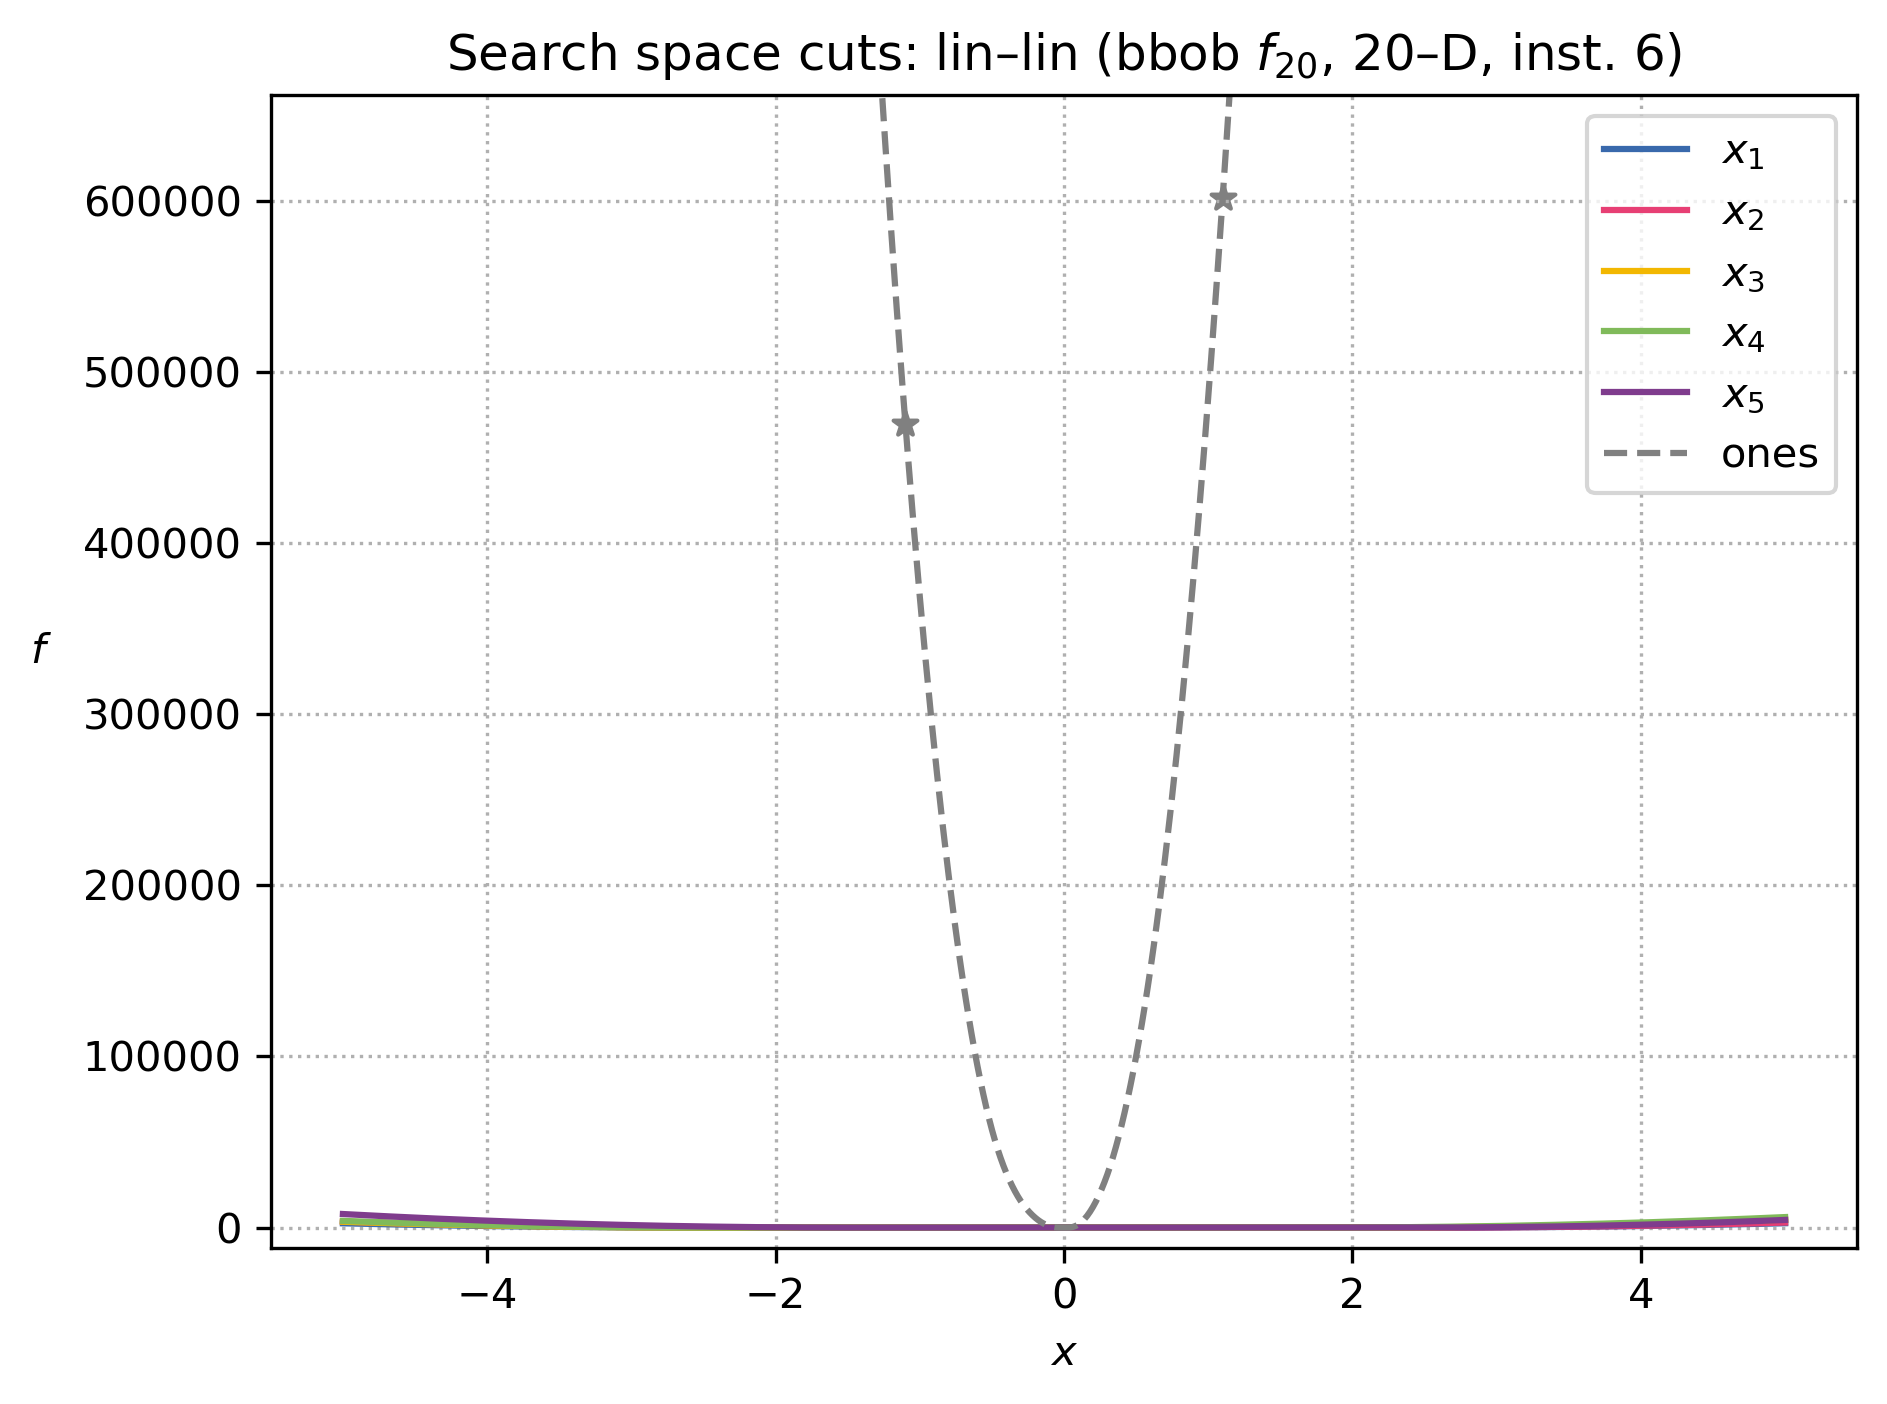 Search space cuts: lin–lin (bbob f20, 20–D, inst. 6)
600000
500000
400000
300000
200000
100000
0
f
−4
−2
0
2
4
x
x1
x2
x3
x4
x5
ones